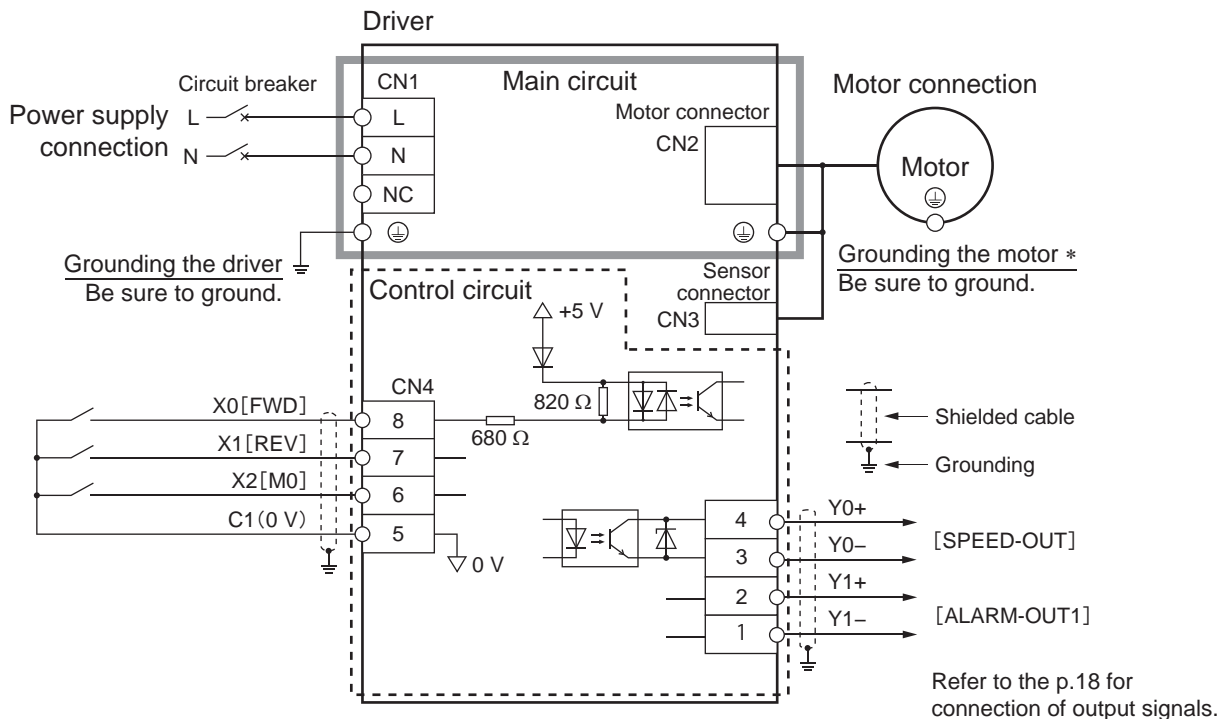 Driver
Circuit breaker
CN1
Main circuit
Motor connection
Power supply
connection
L
L
Motor connector
CN2
N
N
Motor
NC
Grounding the driver
Be sure to ground.
Grounding the motor *
Be sure to ground.
Sensor
connector
CN3
Control circuit
+5 V
820 Ω
680 Ω
CN4
X0[FWD]
8
X1[REV]
7
X2[M0]
6
C1(0 V)
5
0 V
Shielded cable
Grounding
4
Y0+
3
Y0−
[SPEED-OUT]
2
Y1+
1
Y1−
[ALARM-OUT1]
Refer to the p.18 for
connection of output signals.